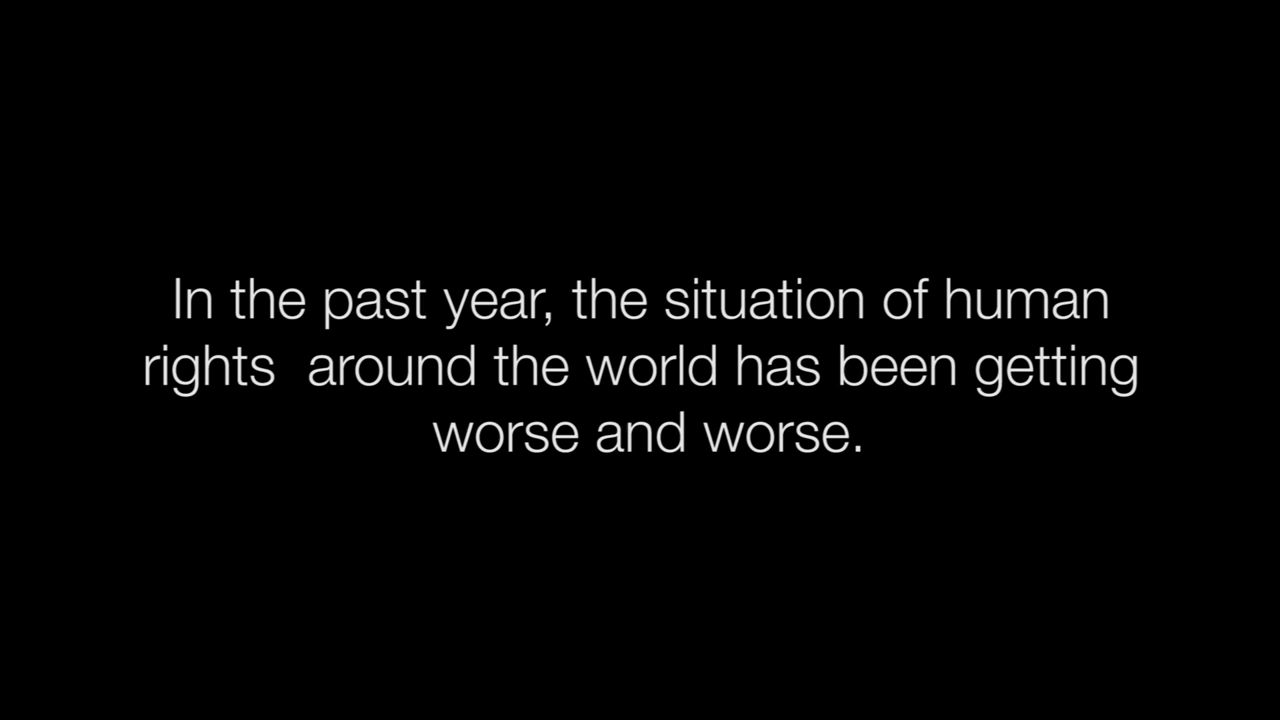 In the past year, the situation of human
rights  around the world has been getting
worse and worse.